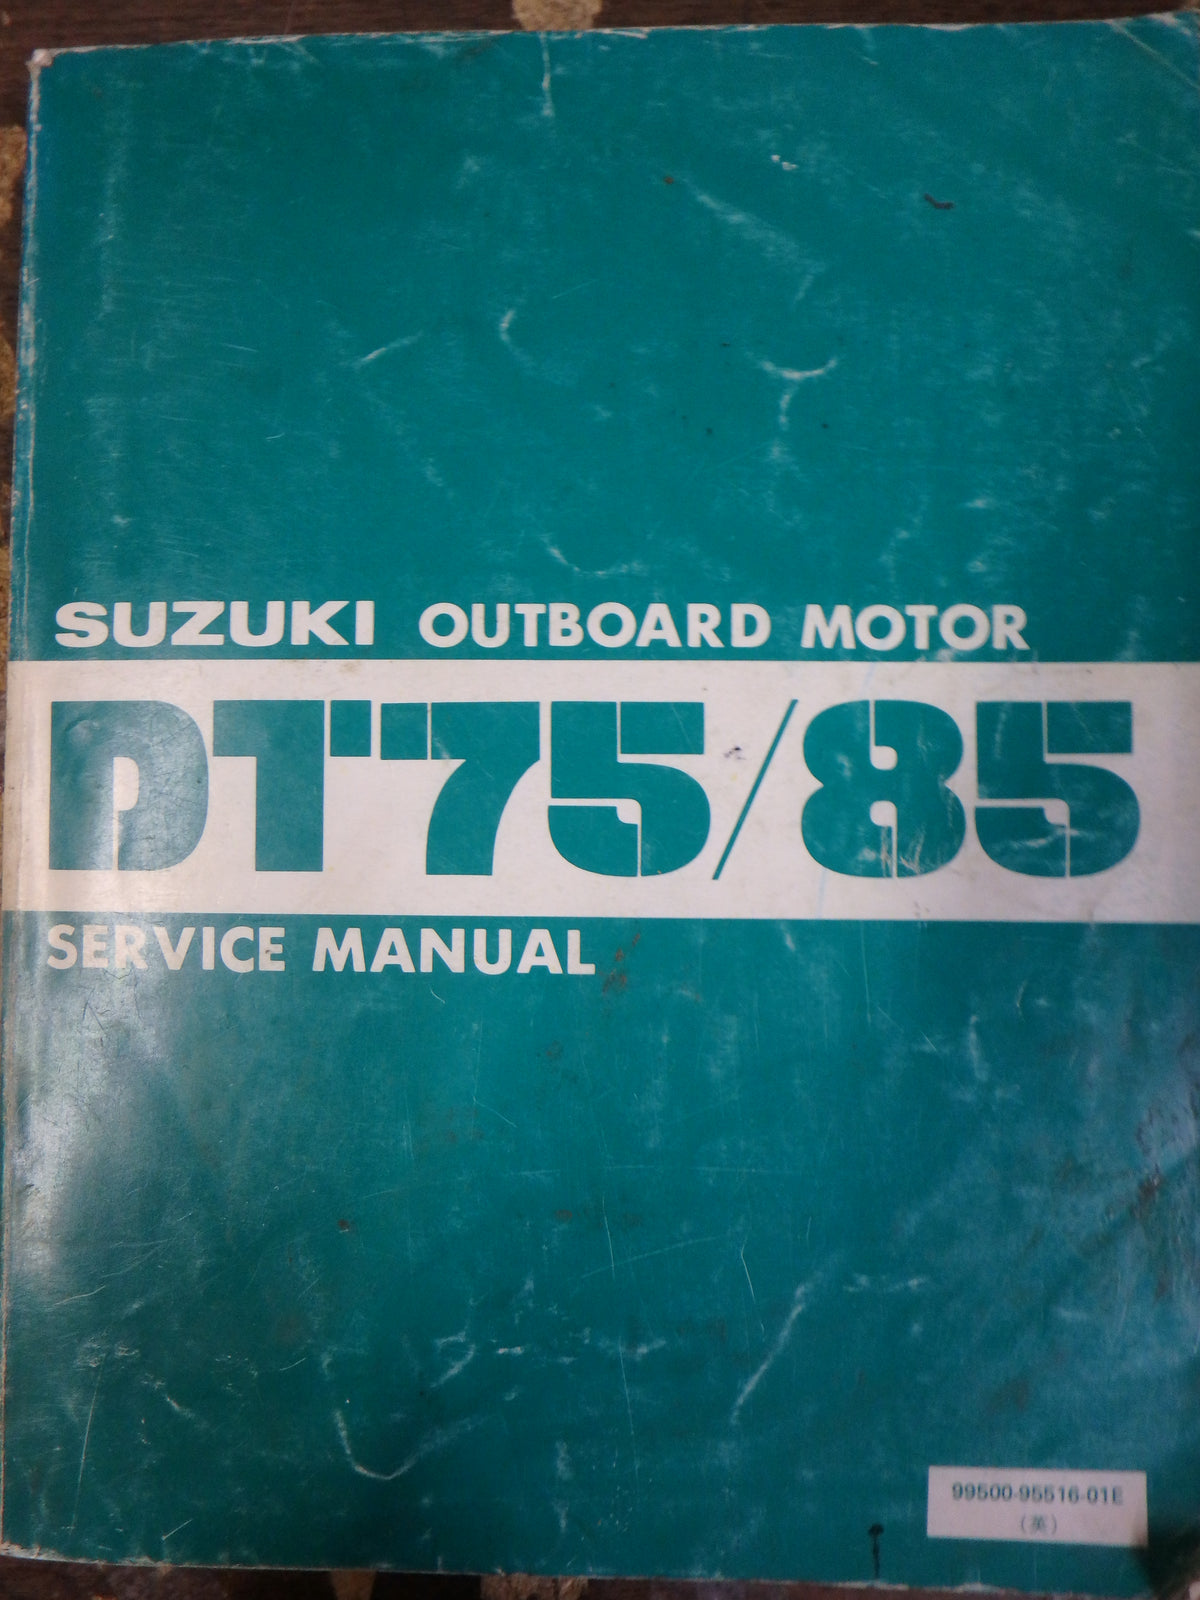 SUZUKI OUTBOARD MOTOR
DT75/85
SERVICE MANUAL
99500-95516-01E
(英)